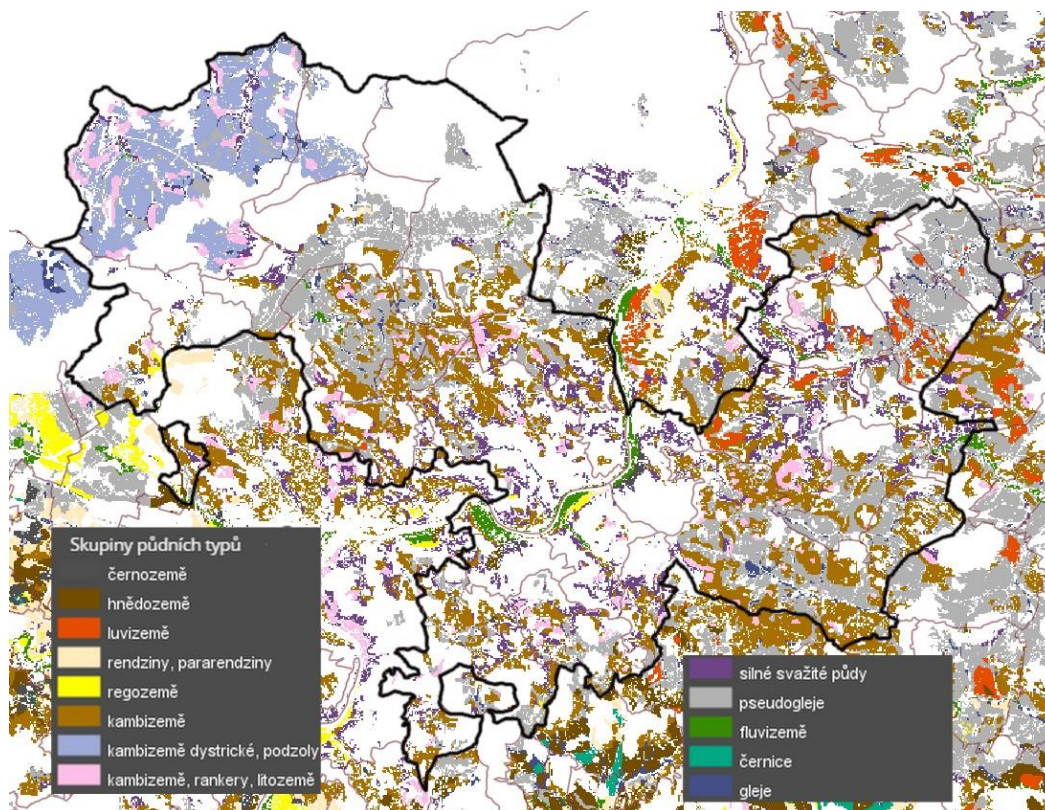 Skupiny půdních typů
černozemě
hnědozemě
luvizemě
rendziny, pararendziny
regozemě
kambizemě
kambizemě dystrické, podzoly
kambizemě, rankery, litozemě
silné svažité půdy
pseudogleje
fluvizemě
černice
gleje